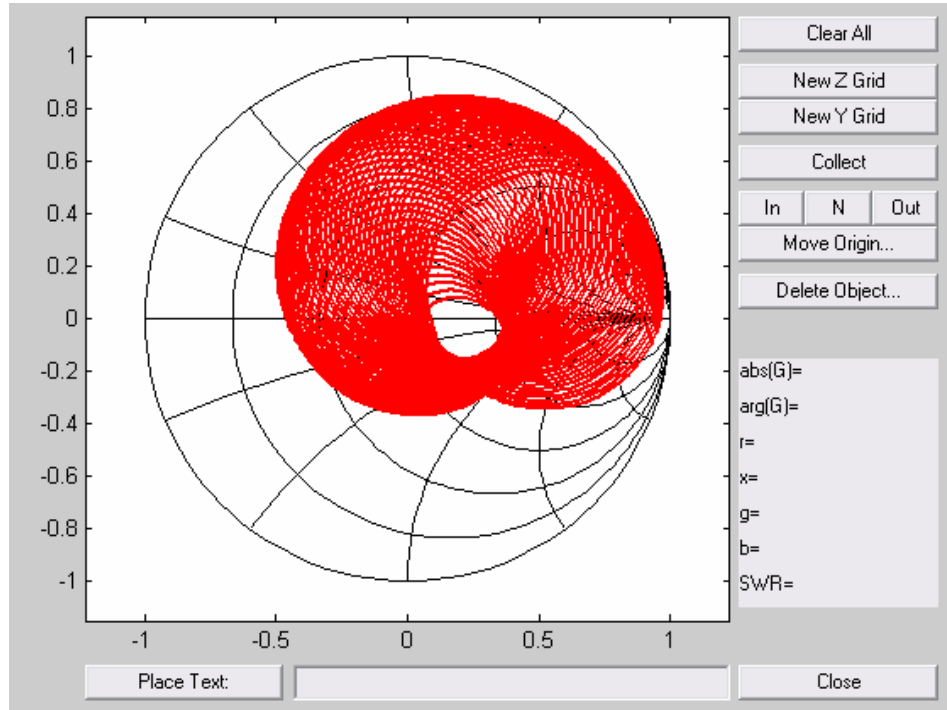 Clear All
New Z Grid
New Y Grid
Collect
In N Out
Move Origin...
Delete Object...
abs(G)=
arg(G)=
r=
x=
g=
b=
SWR=
1
0.8
0.6
0.4
0.2
0
-0.2
-0.4
-0.6
-0.8
-1
-1 -0.5 0 0.5 1
Place Text:
Close